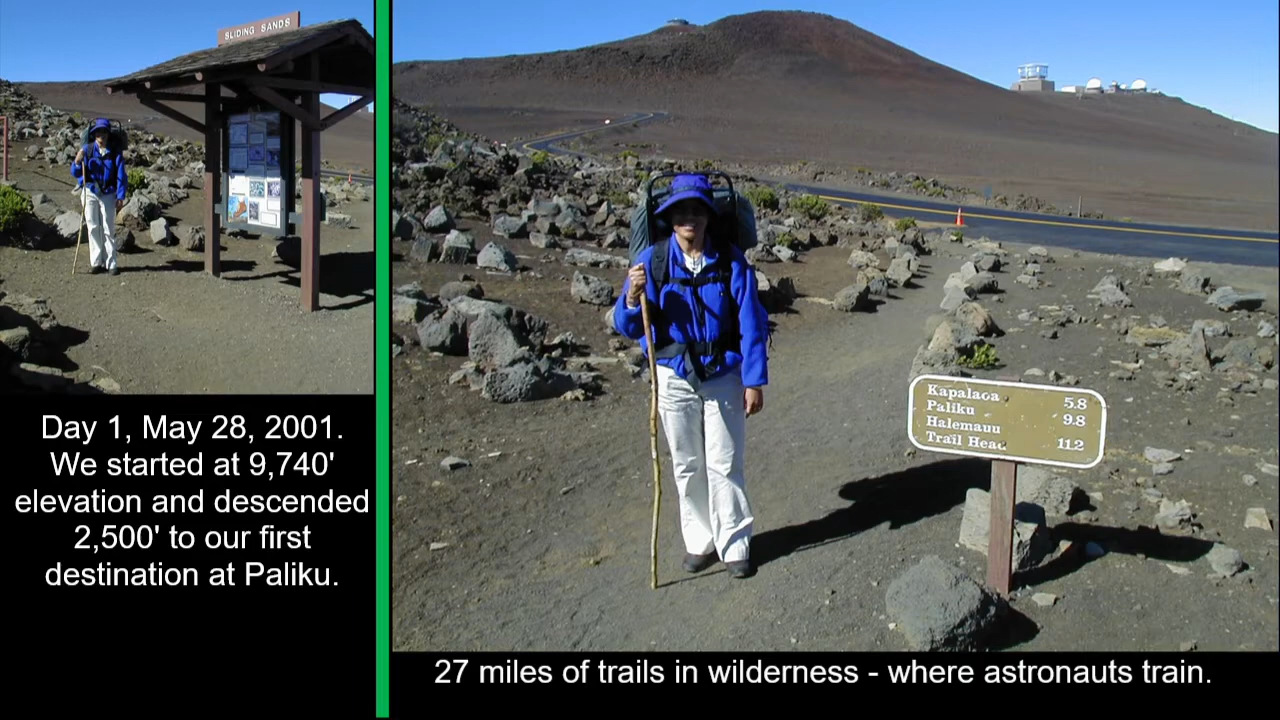 SLIDING SANDS
Day 1, May 28, 2001.
We started at 9,740'
elevation and descended
2,500' to our first
destination at Paliku.
Kapalaoa 5.8
Paliku 9.8
Halemauu
Trail Head 11.2
27 miles of trails in wilderness - where astronauts train.